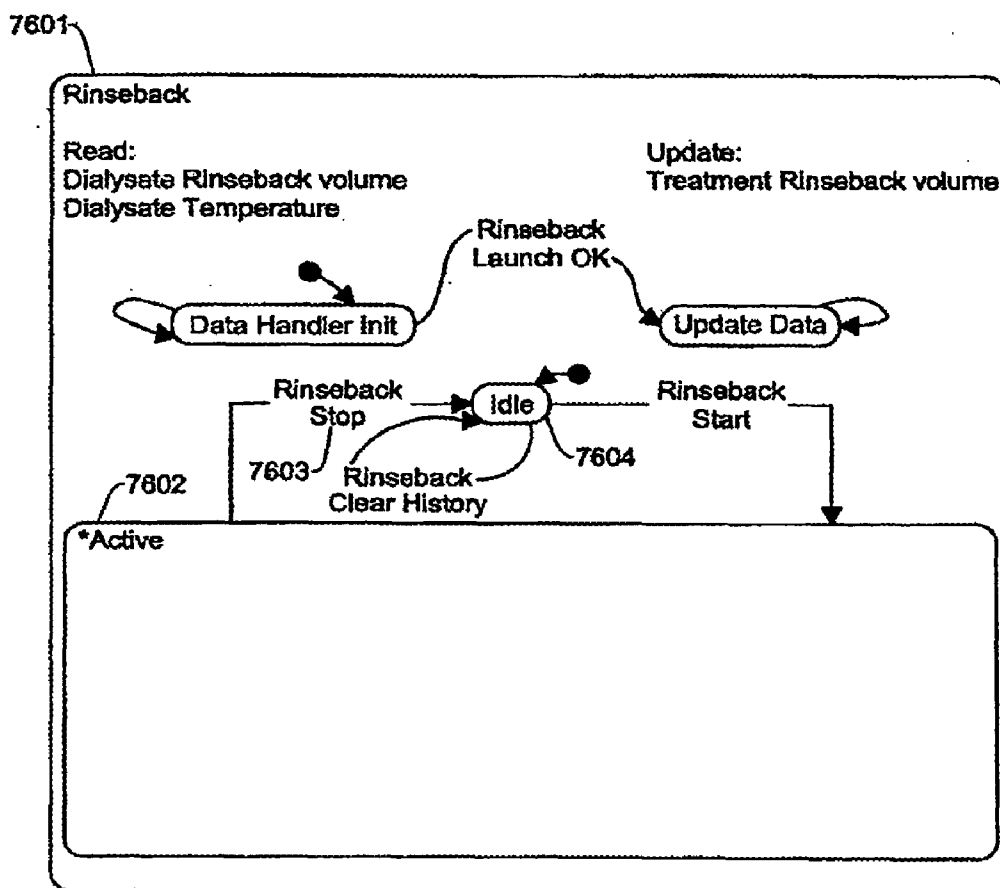 7601
Rinseback
Read:
Dialysate Rinseback volume
Dialysate Temperature
Update:
Treatment Rinseback volume
Rinseback
Launch OK
Data Handler Init
Update Data
Rinseback
Stop
Idle
Rinseback
Start
7603
7604
Rinseback
Clear History
7602
*Active